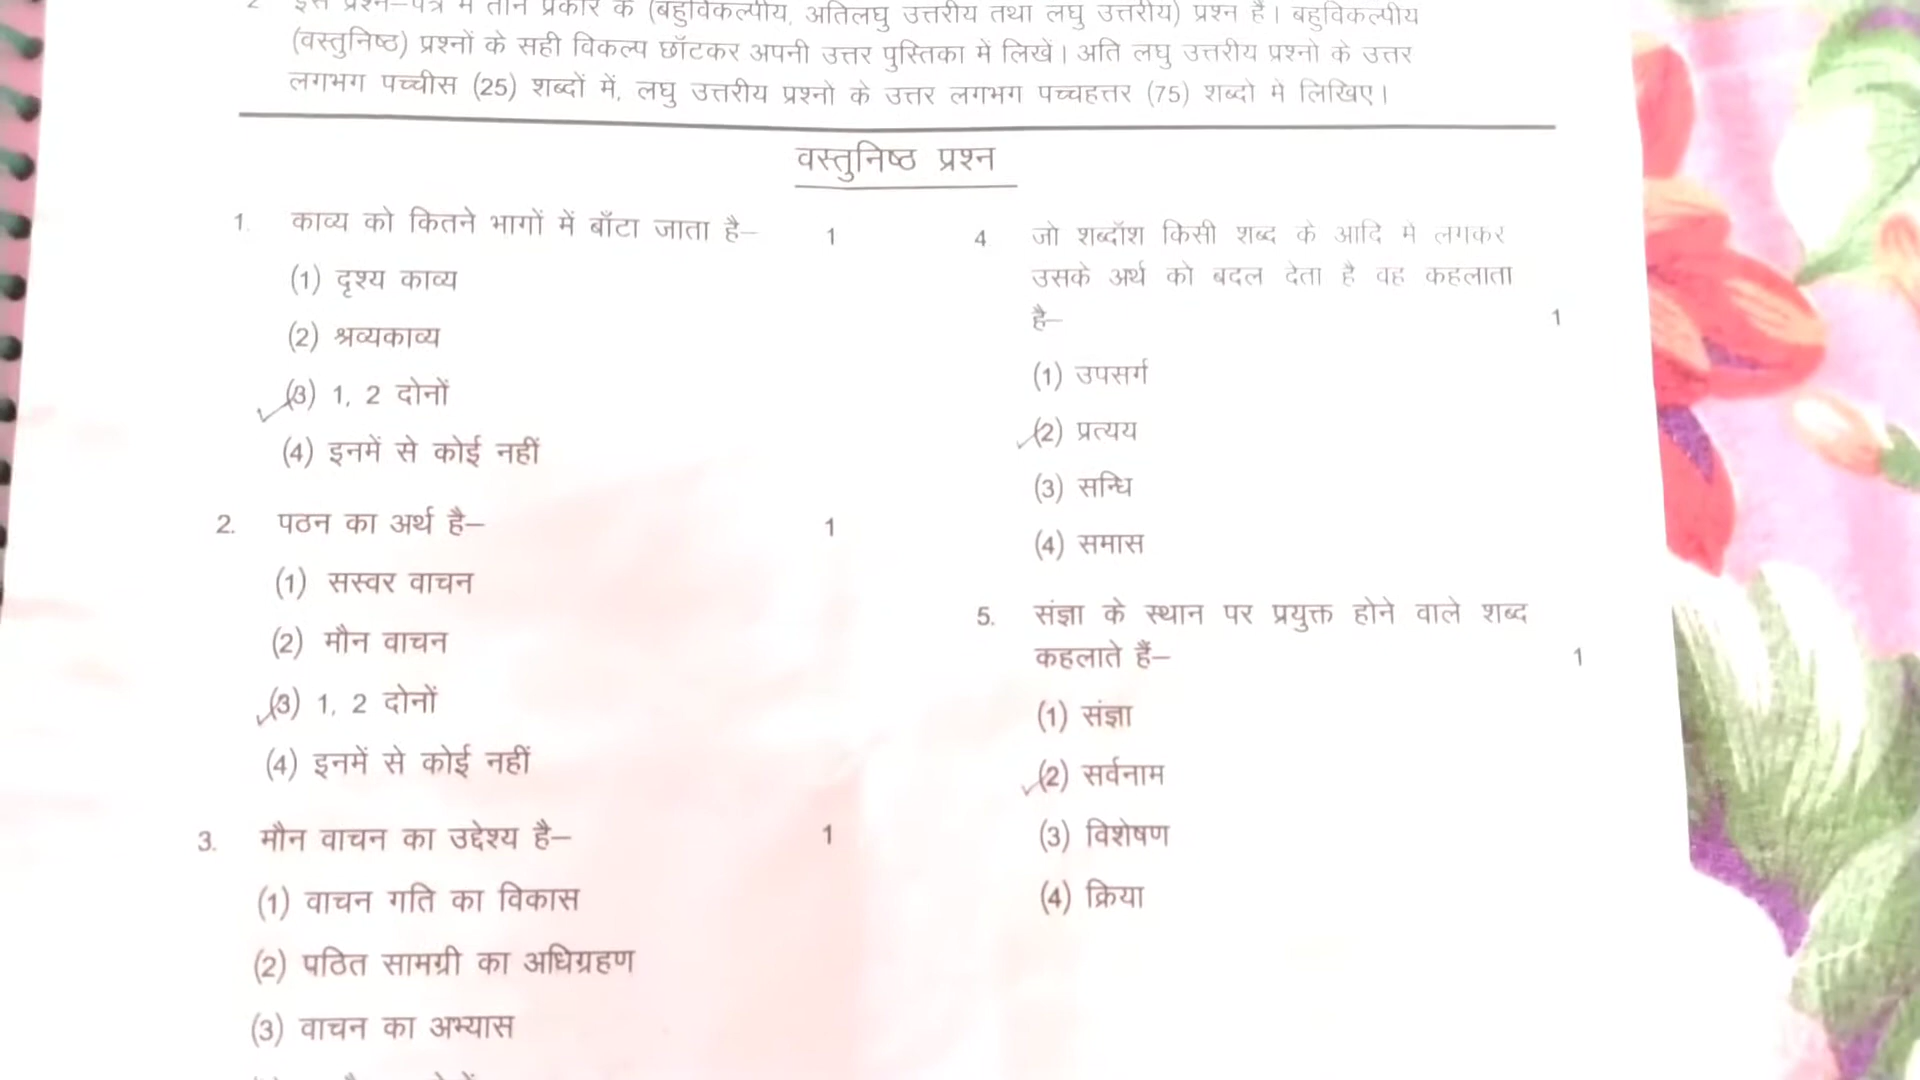 2 इस प्रश्न–पत्र में तीन प्रकार के (बहुविकल्पीय, अतिलघु उत्तरीय तथा लघु उत्तरीय) प्रश्न हैं। बहुविकल्पीय
(वस्तुनिष्ठ) प्रश्नों के सही विकल्प छॉटकर अपनी उत्तर पुस्तिका में लिखें। अति लघु उत्तरीय प्रश्नो के उत्तर
लगभग पच्चीस (25) शब्दों में, लघु उत्तरीय प्रश्नो के उत्तर लगभग पच्चहत्तर (75) शब्दो मे लिखिए।
वस्तुनिष्ठ प्रश्न
1. काव्य को कितने भागों में बाँटा जाता है– 1
(1) दृश्य काव्य
(2) श्रव्यकाव्य
(3) 1, 2 दोनों
(4) इनमें से कोई नहीं
2. पठन का अर्थ है– 1
(1) सस्वर वाचन
(2) मौन वाचन
(3) 1, 2 दोनों
(4) इनमें से कोई नहीं
3. मौन वाचन का उद्देश्य है– 1
(1) वाचन गति का विकास
(2) पठित सामग्री का अधिग्रहण
(3) वाचन का अभ्यास
4 जो शब्दॉश किसी शब्द के आदि मे लगकर
उसके अर्थ को बदल देता है वह कहलाता
है– 1
(1) उपसर्ग
(2) प्रत्यय
(3) सन्धि
(4) समास
5. संज्ञा के स्थान पर प्रयुक्त होने वाले शब्द
कहलाते हैं– 1
(1) संज्ञा
(2) सर्वनाम
(3) विशेषण
(4) क्रिया